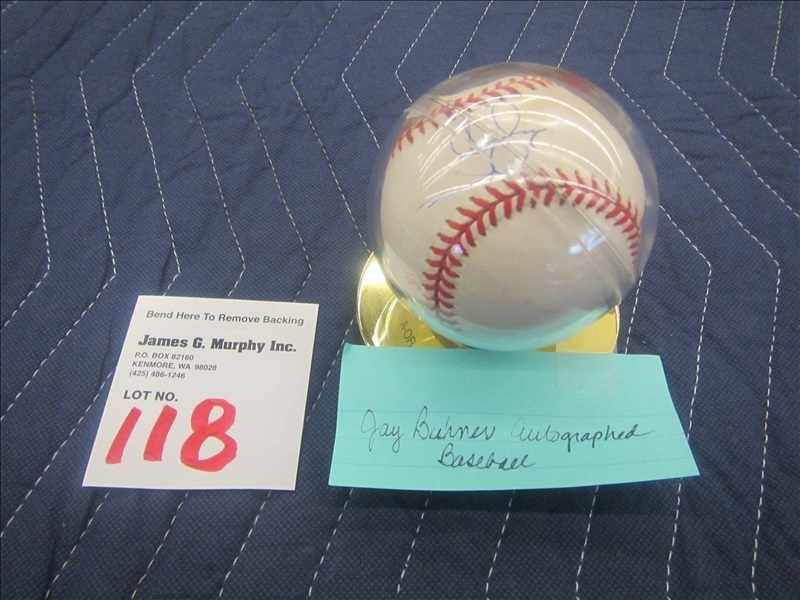 Bend Here To Remove Backing
James G. Murphy Inc.
P.O. BOX 82160
KENMORE, WA 98028
(425) 486-1246
LOT NO.
118
Jay Buhner Autographed
Baseball